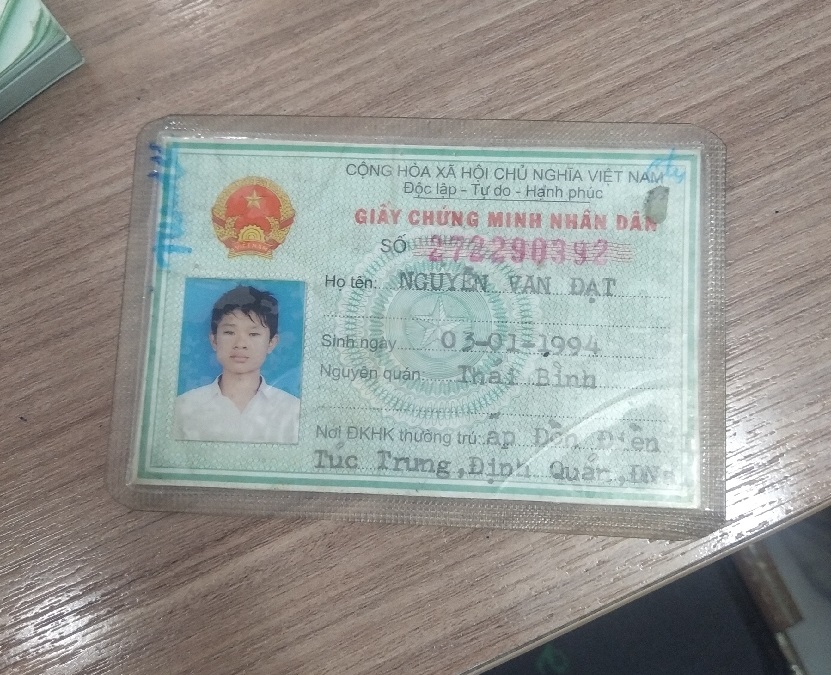 CỘNG HÒA XÃ HỘI CHỦ NGHĨA VIỆT NAM
Độc lập - Tự do - Hạnh phúc
GIẤY CHỨNG MINH NHÂN DÂN
SỐ 272290392
Họ tên: NGUYỄN VĂN ĐẠT
Sinh ngày 03-01-1994
Nguyên quán: Thái Bình
Nơi ĐKHK thường trú: ấp Đồn Điền
Túc Trưng, Định Quán, ĐN